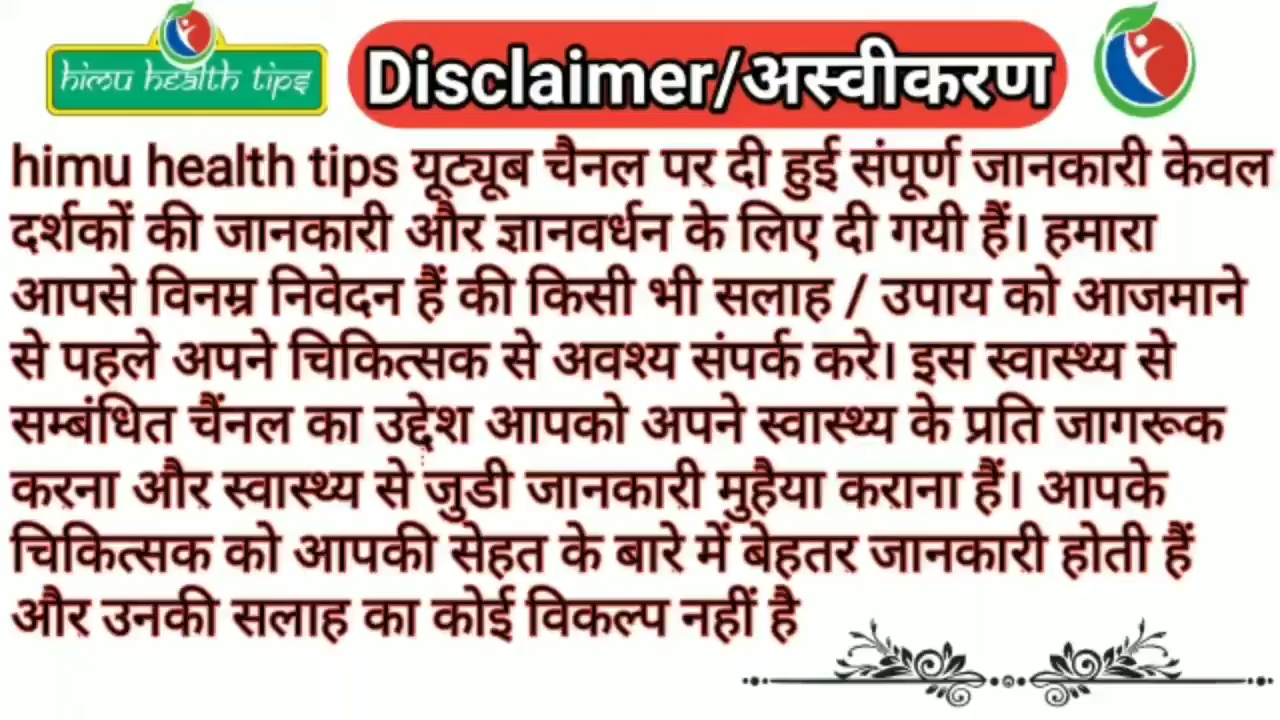 himu health tips
Disclaimer/अस्वीकरण
himu health tips यूट्यूब चैनल पर दी हुई संपूर्ण जानकारी केवल
दर्शकों की जानकारी और ज्ञानवर्धन के लिए दी गयी हैं। हमारा
आपसे विनम्र निवेदन हैं की किसी भी सलाह / उपाय को आजमाने
से पहले अपने चिकित्सक से अवश्य संपर्क करे। इस स्वास्थ्य से
सम्बंधित चैंनल का उद्देश आपको अपने स्वास्थ्य के प्रति जागरूक
करना और स्वास्थ्य से जुडी जानकारी मुहैया कराना हैं। आपके
चिकित्सक को आपकी सेहत के बारे में बेहतर जानकारी होती हैं
और उनकी सलाह का कोई विकल्प नहीं है